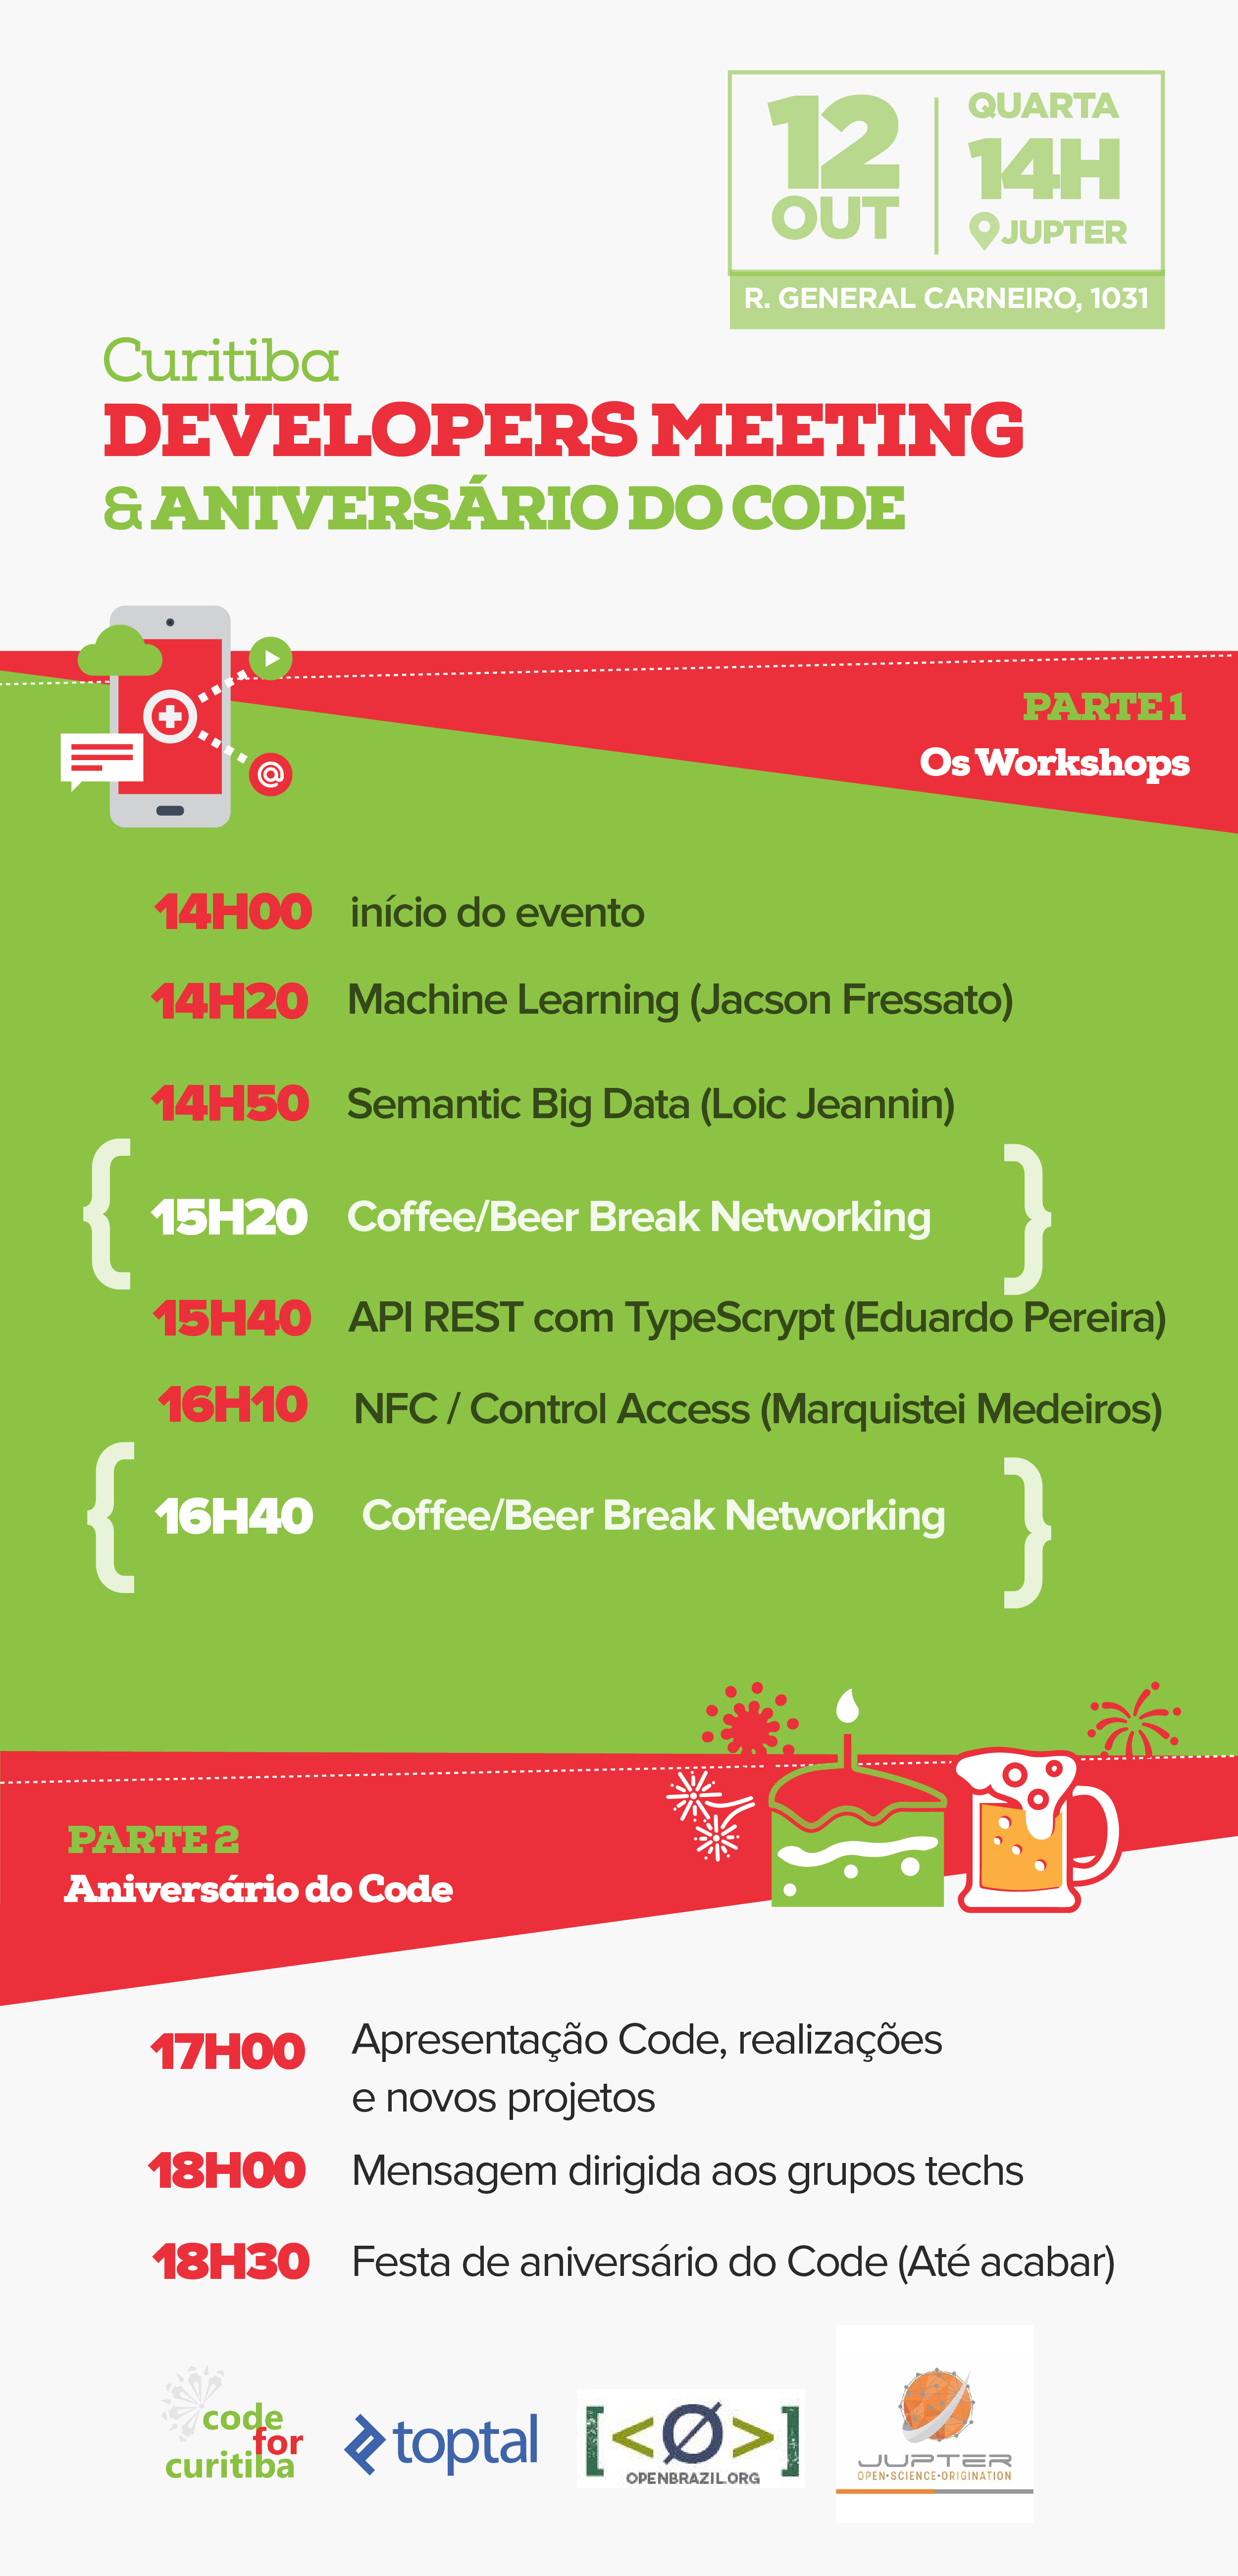 12
OUT
QUARTA
14H
JUPTER
R. GENERAL CARNEIRO, 1031
Curitiba
DEVELOPERS MEETING
& ANIVERSÁRIO DO CODE
PARTE 1
Os Workshops
14H00 início do evento
14H20 Machine Learning (Jacson Fressato)
14H50 Semantic Big Data (Loic Jeannin)
{ 15H20 Coffee/Beer Break Networking }
15H40 API REST com TypeScrypt (Eduardo Pereira)
16H10 NFC / Control Access (Marquistei Medeiros)
{ 16H40 Coffee/Beer Break Networking }
PARTE 2
Aniversário do Code
17H00 Apresentação Code, realizações
e novos projetos
18H00 Mensagem dirigida aos grupos techs
18H30 Festa de aniversário do Code (Até acabar)
code
for
curitiba
toptal
[<Ø>]
OPENBRAZIL.ORG
JUPTER
OPEN•SCIENCE•ORIGINATION